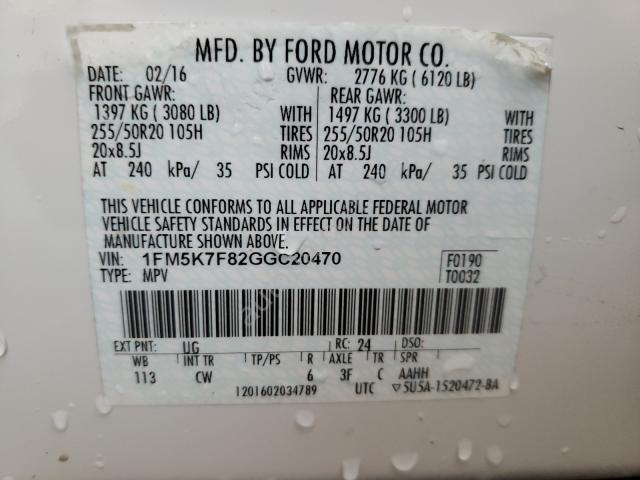 MFD. BY FORD MOTOR CO.
DATE: 02/16 GVWR: 2776 KG ( 6120 LB)
FRONT GAWR: REAR GAWR:
1397 KG ( 3080 LB) WITH 1497 KG ( 3300 LB) WITH
255/50R20 105H TIRES 255/50R20 105H TIRES
20x8.5J RIMS 20x8.5J RIMS
AT 240 kPa/ 35 PSI COLD AT 240 kPa/ 35 PSI COLD
THIS VEHICLE CONFORMS TO ALL APPLICABLE FEDERAL MOTOR
VEHICLE SAFETY STANDARDS IN EFFECT ON THE DATE OF
MANUFACTURE SHOWN ABOVE.
VIN: 1FM5K7F82GGC20470 F0190
TYPE: MPV T0032
EXT PNT: UG RC: 24 DSO:
WB INT TR TP/PS R AXLE TR SPR
113 CW 6 3F C AAHH
1201602034789 UTC ▽5U5A-1520472-BA